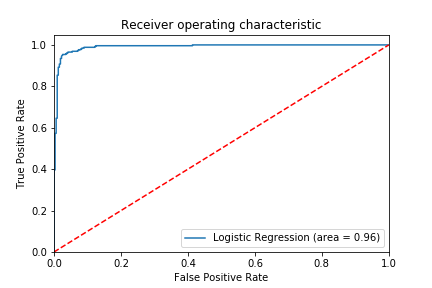 Receiver operating characteristic
1.0
0.8
0.6
0.4
0.2
0.0
True Positive Rate
Logistic Regression (area = 0.96)
0.0 0.2 0.4 0.6 0.8 1.0
False Positive Rate